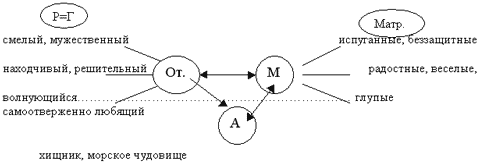 Р=Г
Матр.
смелый, мужественный
испуганные, беззащитные
находчивый, решительный
От.
М
радостные, веселые,
волнующийся
глупые
самоотверженно любящий
А
хищник, морское чудовище